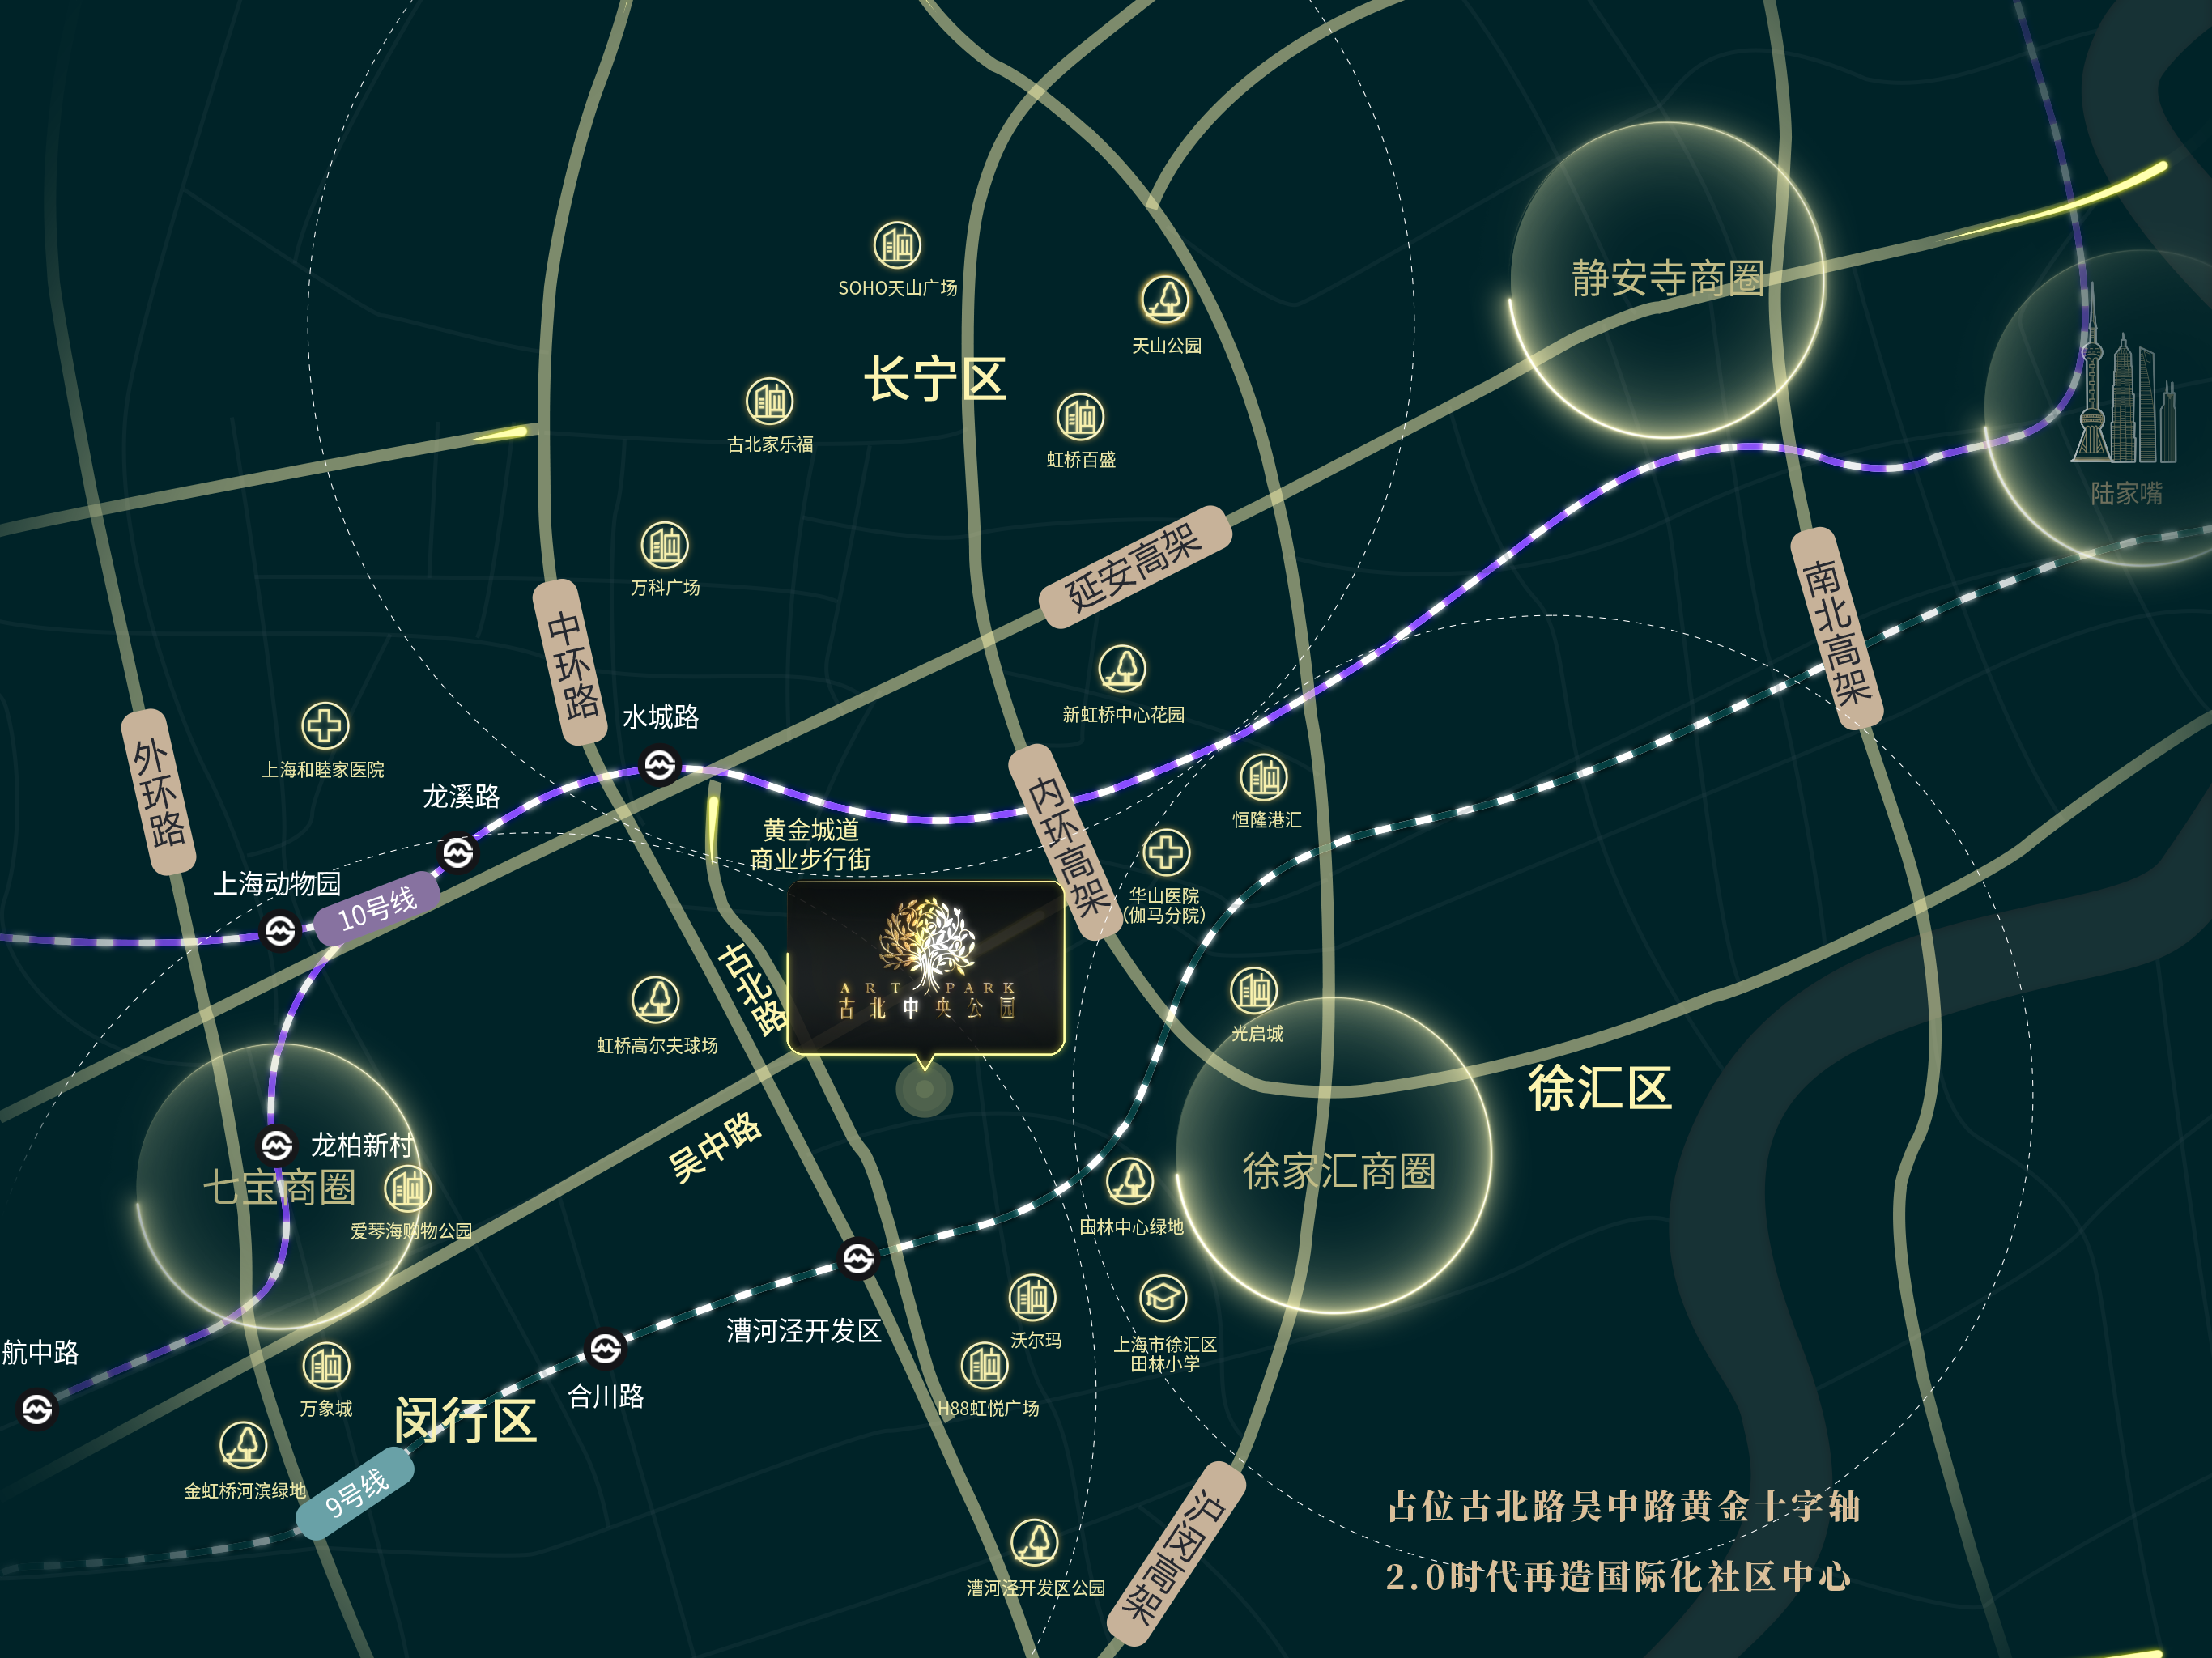 SOHO天山广场
静安寺商圈
天山公园
长宁区
古北家乐福
虹桥百盛
陆家嘴
万科广场
延安高架
南北高架
中环路
新虹桥中心花园
水城路
外环路
上海和睦家医院
龙溪路
恒隆港汇
内环高架
黄金城道
商业步行街
上海动物园
10号线
华山医院
(伽马分院)
古北路
ART PARK
古北中央公园
虹桥高尔夫球场
光启城
徐汇区
吴中路
龙柏新村
七宝商圈
徐家汇商圈
爱琴海购物公园
田林中心绿地
漕河泾开发区
沃尔玛
上海市徐汇区
田林小学
航中路
合川路
万象城
闵行区
H88虹悦广场
金虹桥河滨绿地
9号线
沪闵高架
漕河泾开发区公园
占位古北路吴中路黄金十字轴
2.0时代再造国际化社区中心